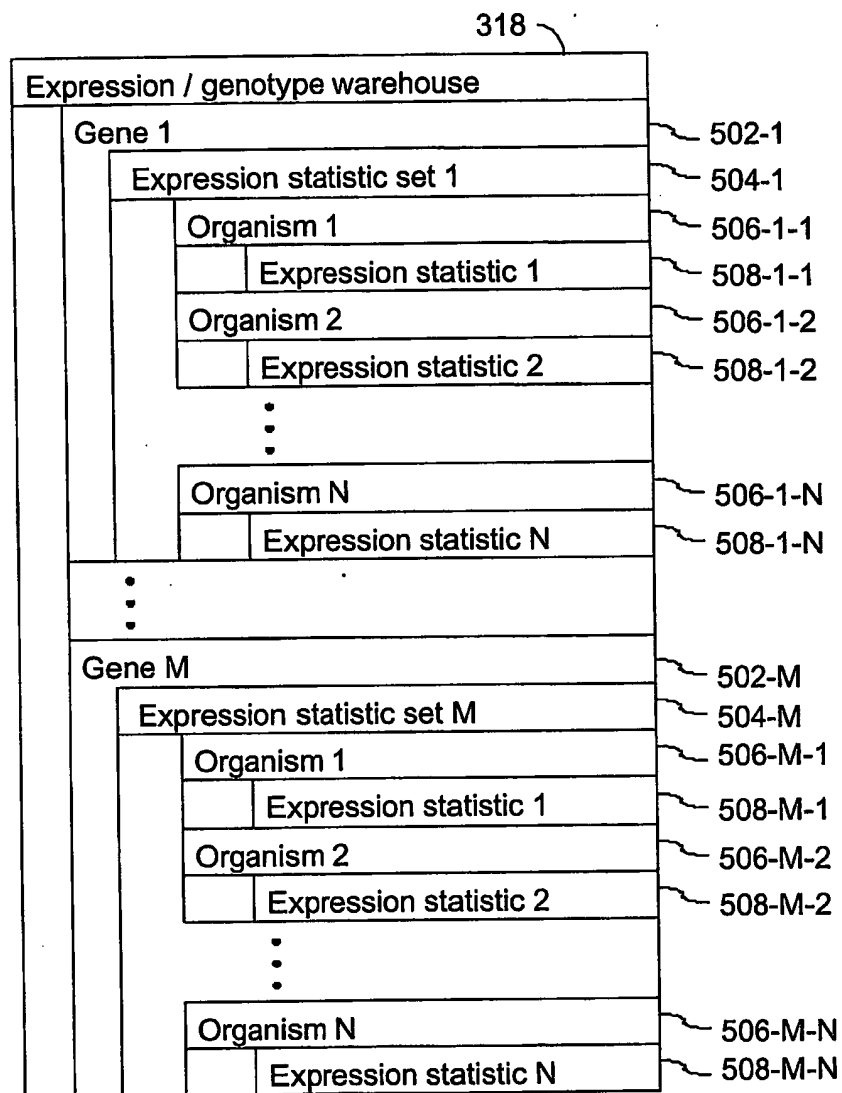 318
Expression / genotype warehouse
Gene 1 502-1
Expression statistic set 1 504-1
Organism 1 506-1-1
Expression statistic 1 508-1-1
Organism 2 506-1-2
Expression statistic 2 508-1-2
Organism N 506-1-N
Expression statistic N 508-1-N
Gene M 502-M
Expression statistic set M 504-M
Organism 1 506-M-1
Expression statistic 1 508-M-1
Organism 2 506-M-2
Expression statistic 2 508-M-2
Organism N 506-M-N
Expression statistic N 508-M-N